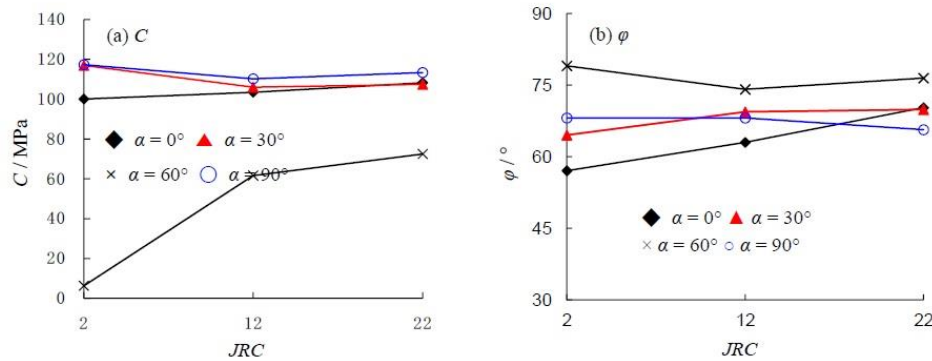 (a) C
140
120
100
80
60
40
20
0
C / MPa
α = 0° α = 30°
α = 60° α = 90°
2 12 22
JRC
(b) φ
90
75
60
45
30
φ / °
α = 0° α = 30°
α = 60° α = 90°
2 12 22
JRC